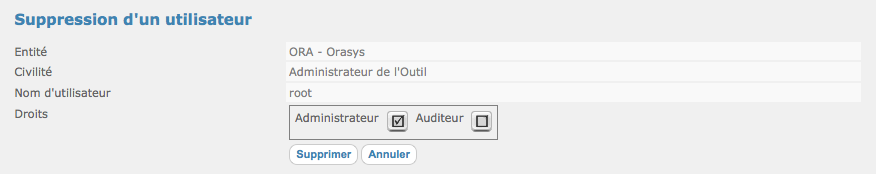 Suppression d'un utilisateur
Entité ORA - Orasys
Civilité Administrateur de l'Outil
Nom d'utilisateur root
Droits Administrateur Auditeur
Supprimer Annuler